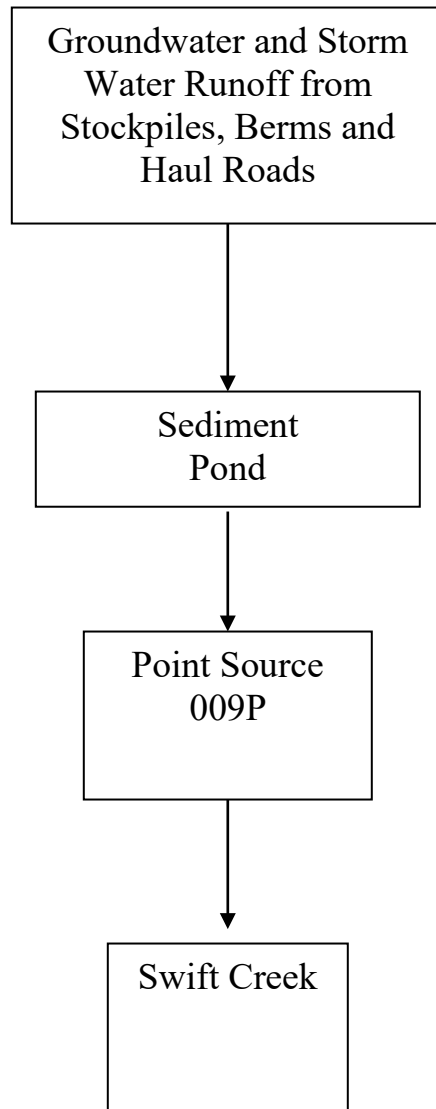 Groundwater and Storm
Water Runoff from
Stockpiles, Berms and
Haul Roads
Sediment
Pond
Point Source
009P
Swift Creek